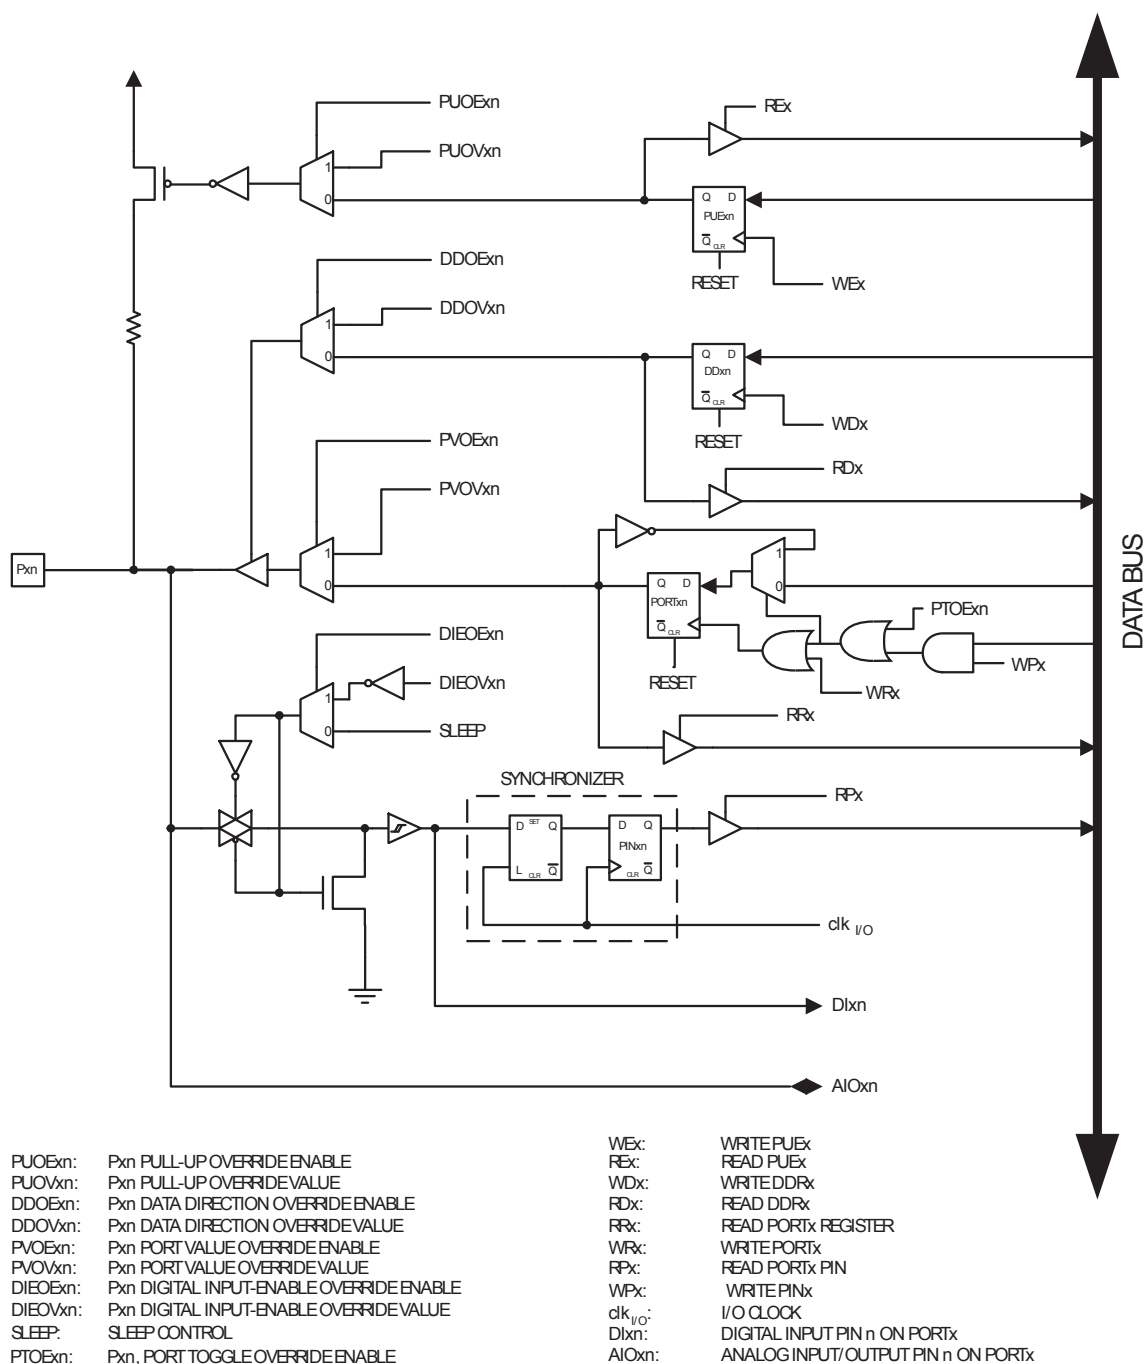 PUOExn
REx
PUOVxn
1
0
Q D
PUExn
Q CLR
RESET
WEx
DDOExn
DDOVxn
1
0
Q D
DDxn
Q CLR
WDx
RESET
PVOExn
RDx
PVOVxn
1
0
Pxn
1
0
Q D
PORTxn
Q CLR
RESET
PTOExn
WPx
WRx
DIEOExn
DIEOVxn
1
0
SLEEP
RRx
SYNCHRONIZER
RPx
D SET Q
L CLR Q
D Q
PINxn
CLR Q
clk I/O
DIxn
AIOxn
DATA BUS
PUOExn: Pxn PULL-UP OVERRIDE ENABLE
PUOVxn: Pxn PULL-UP OVERRIDE VALUE
DDOExn: Pxn DATA DIRECTION OVERRIDE ENABLE
DDOVxn: Pxn DATA DIRECTION OVERRIDE VALUE
PVOExn: Pxn PORT VALUE OVERRIDE ENABLE
PVOVxn: Pxn PORT VALUE OVERRIDE VALUE
DIEOExn: Pxn DIGITAL INPUT-ENABLE OVERRIDE ENABLE
DIEOVxn: Pxn DIGITAL INPUT-ENABLE OVERRIDE VALUE
SLEEP: SLEEP CONTROL
PTOExn: Pxn, PORT TOGGLE OVERRIDE ENABLE
WEx: WRITE PUEx
REx: READ PUEx
WDx: WRITE DDRx
RDx: READ DDRx
RRx: READ PORTx REGISTER
WRx: WRITE PORTx
RPx: READ PORTx PIN
WPx: WRITE PINx
clk I/O: I/O CLOCK
DIxn: DIGITAL INPUT PIN n ON PORTx
AIOxn: ANALOG INPUT/OUTPUT PIN n ON PORTx